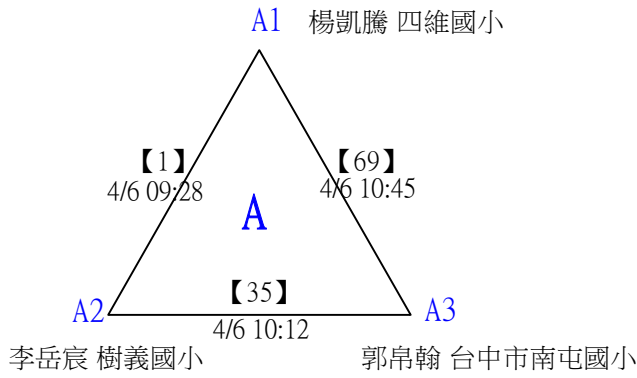 A1 楊凱騰 四維國小
【1】
4/6 09:28
【69】
4/6 10:45
A
【35】
4/6 10:12
A2
A3
李岳宸 樹義國小
郭帛翰 台中市南屯國小